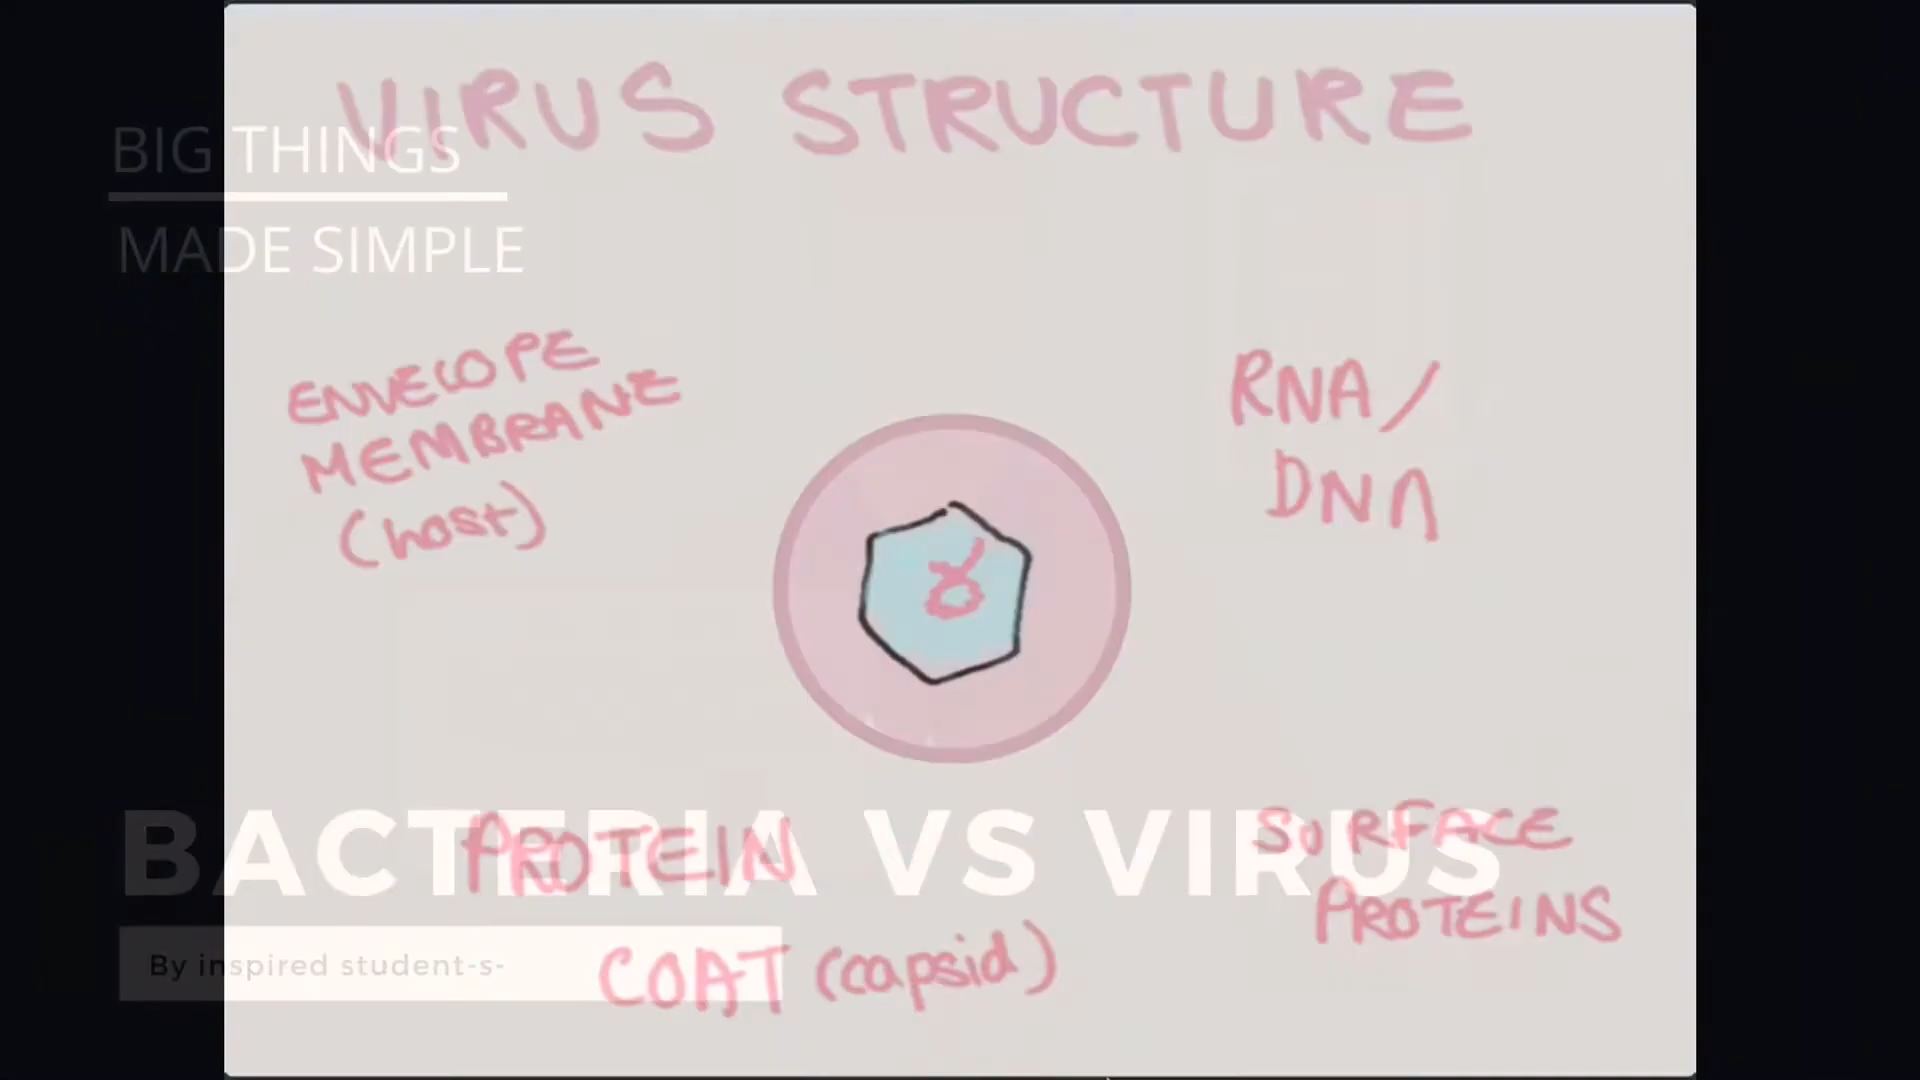 VIRUS STRUCTURE
BIG THINGS
MADE SIMPLE
ENVELOPE
MEMBRANE
(host)
RNA/
DNA
BACTERIA VS VIRUS
PROTEIN
COAT (capsid)
SURFACE
PROTEINS
By inspired student-s-